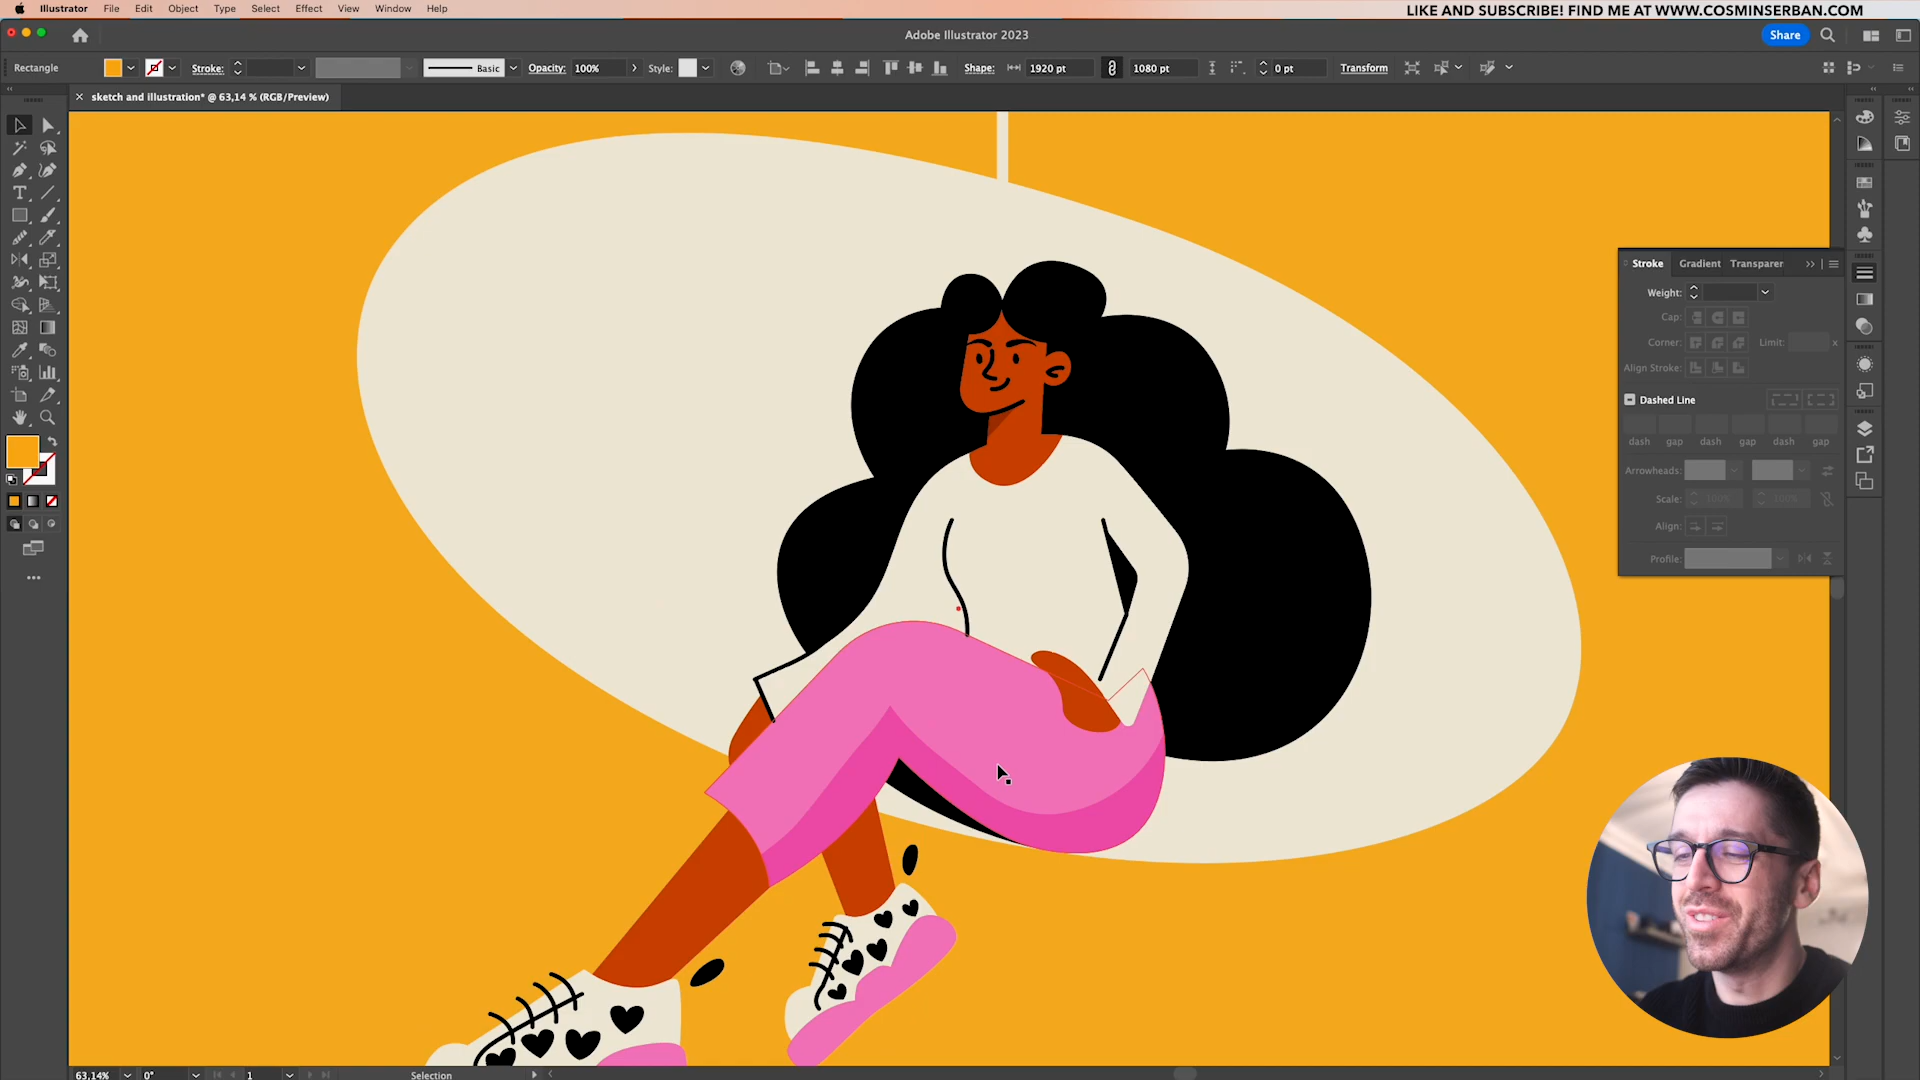 Illustrator File Edit Object Type Select Effect View Window Help
LIKE AND SUBSCRIBE! FIND ME AT WWW.COSMINSERBAN.COM
Adobe Illustrator 2023
Share
Rectangle
Stroke:
Basic
Opacity: 100%
Style:
Shape: 1920 pt 1080 pt 0 pt Transform
sketch and illustration* @ 63,14 % (RGB/Preview)
Stroke Gradient Transparer
Weight:
Cap:
Corner: Limit: x
Align Stroke:
Dashed Line
dash gap dash gap dash gap
Arrowheads:
Scale: 100% 100%
Align:
Profile:
63,14% 0° 1 Selection